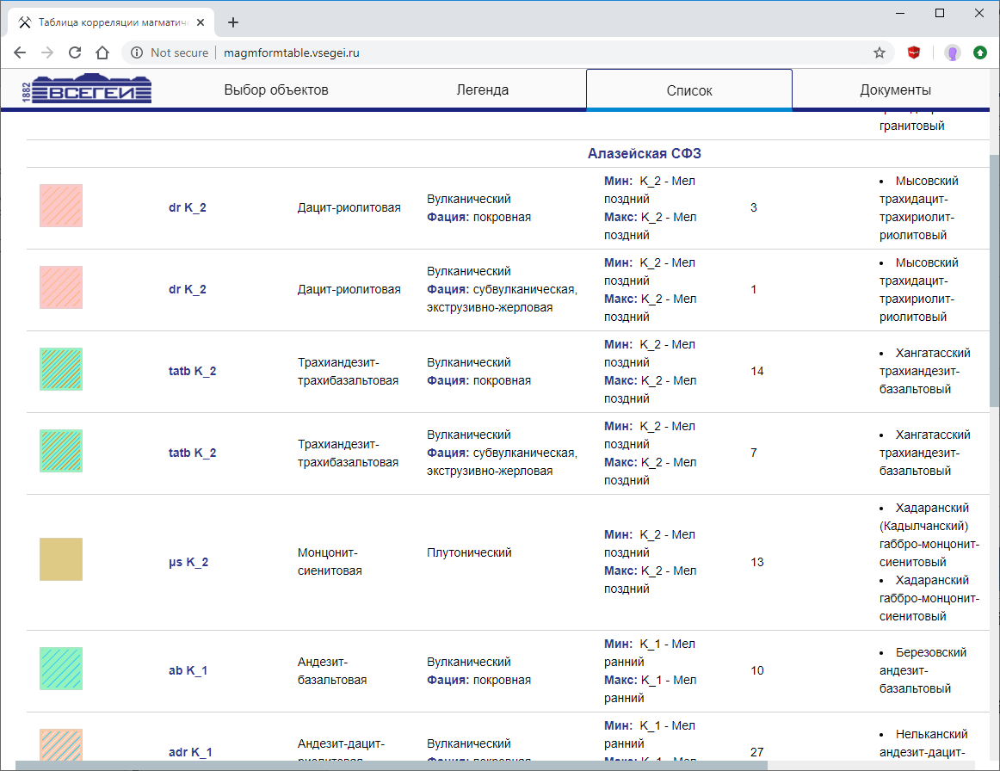 Таблица корреляции магматич
Not secure
magmformtable.vsegei.ru
1882
ВСЕГЕИ
Выбор объектов
Легенда
Список
Документы
гранитовый
Алазейская СФЗ
dr K_2
Дацит-риолитовая
Вулканический
Фация: покровная
Мин: K_2 - Мел
поздний
Макс: K_2 - Мел
поздний
3
• Мысовский
трахидацит-
трахириолит-
риолитовый
dr K_2
Дацит-риолитовая
Вулканический
Фация: субвулканическая,
экструзивно-жерловая
Мин: K_2 - Мел
поздний
Макс: K_2 - Мел
поздний
1
• Мысовский
трахидацит-
трахириолит-
риолитовый
tatb K_2
Трахиандезит-
трахибазальтовая
Вулканический
Фация: покровная
Мин: K_2 - Мел
поздний
Макс: K_2 - Мел
поздний
14
• Хангатасский
трахиандезит-
базальтовый
tatb K_2
Трахиандезит-
трахибазальтовая
Вулканический
Фация: субвулканическая,
экструзивно-жерловая
Мин: K_2 - Мел
поздний
Макс: K_2 - Мел
поздний
7
• Хангатасский
трахиандезит-
базальтовый
µs K_2
Монцонит-
сиенитовая
Плутонический
Мин: K_2 - Мел
поздний
Макс: K_2 - Мел
поздний
13
• Хадаранский
(Кадылчанский)
габбро-монцонит-
сиенитовый
• Хадаранский
габбро-монцонит-
сиенитовый
ab K_1
Андезит-
базальтовая
Вулканический
Фация: покровная
Мин: K_1 - Мел
ранний
Макс: K_1 - Мел
ранний
10
• Березовский
андезит-
базальтовый
adr K_1
Андезит-дацит-
риолитовая
Вулканический
Фация: покровная
Мин: K_1 - Мел
ранний
Макс: K_1 - Мел
27
• Нельканский
андезит-дацит-